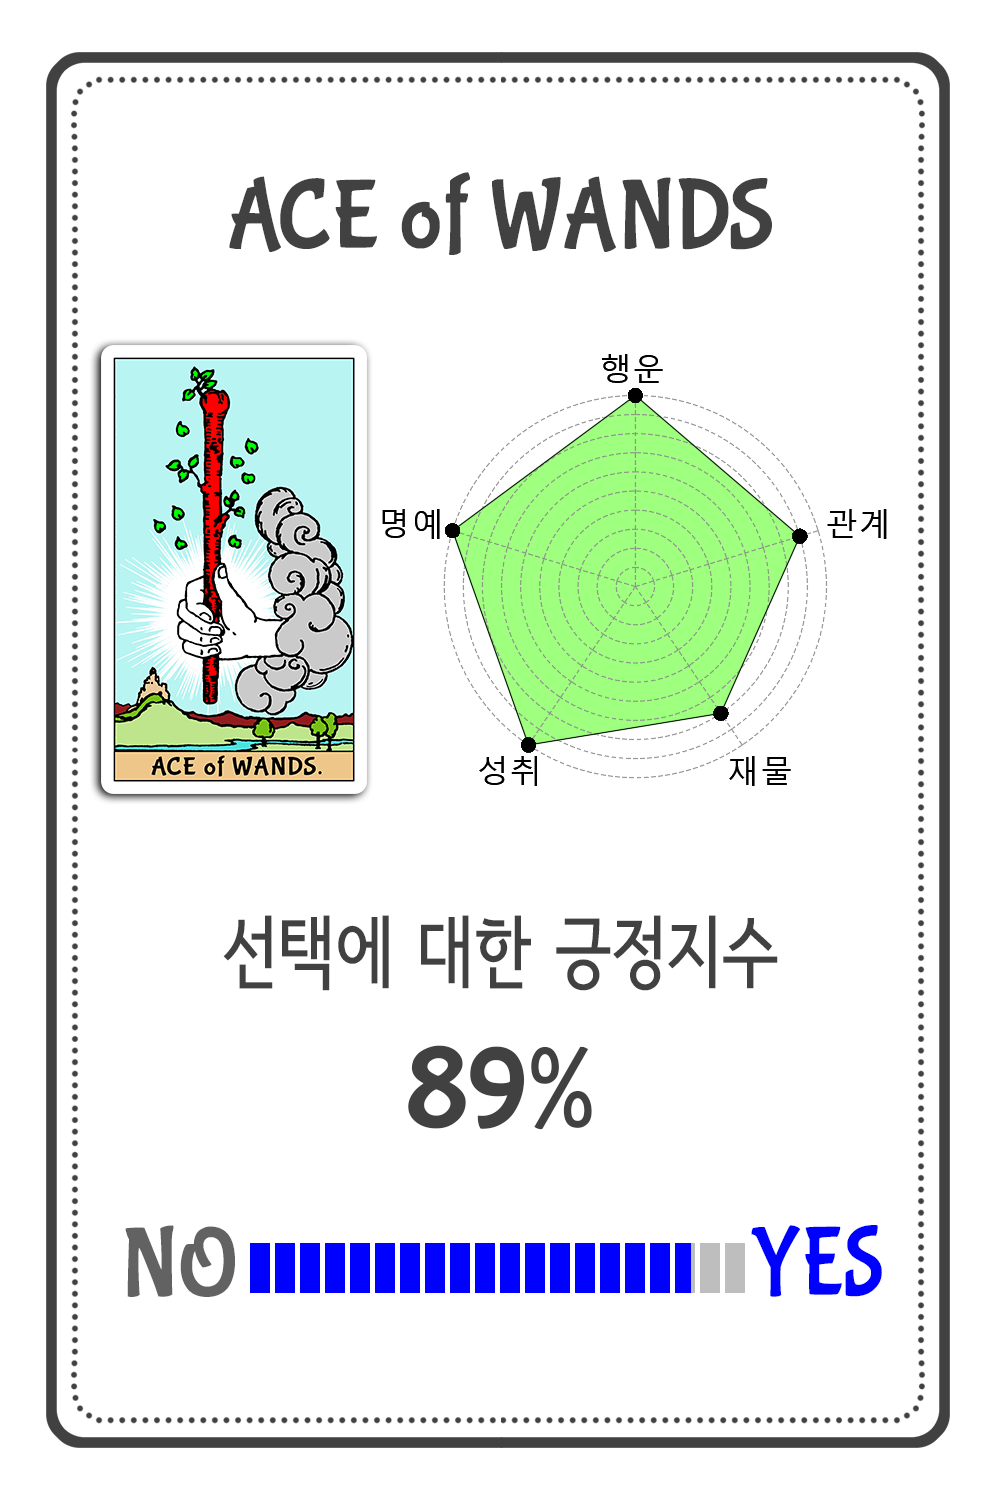 ACE of WANDS
행운
명예
관계
성취
재물
ACE of WANDS.
선택에 대한 긍정지수
89%
NO YES